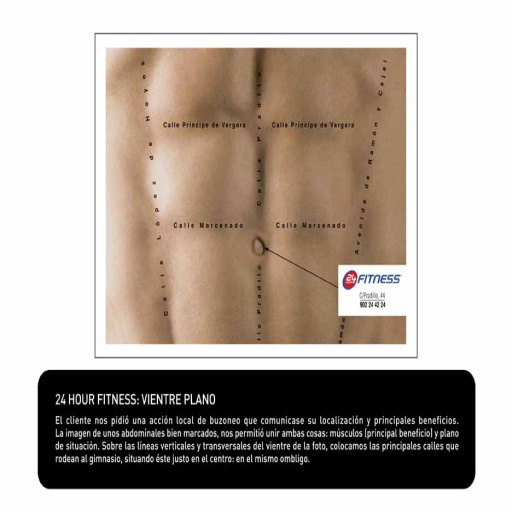 Calle López de Hoyos
Calle Príncipe de Vergara
Calle Pradillo
Calle Príncipe de Vergara
Avenida de Ramón y Cajal
Calle Marcenado
Calle Marcenado
24 FITNESS
C/Pradillo, 44
902 24 42 24
lle Pradillo
món
24 HOUR FITNESS: VIENTRE PLANO
El cliente nos pidió una acción local de buzoneo que comunicase su localización y principales beneficios.
La imagen de unos abdominales bien marcados, nos permitió unir ambas cosas: músculos (principal beneficio) y plano
de situación. Sobre las líneas verticales y transversales del vientre de la foto, colocamos las principales calles que
rodean al gimnasio, situando éste justo en el centro: en el mismo ombligo.